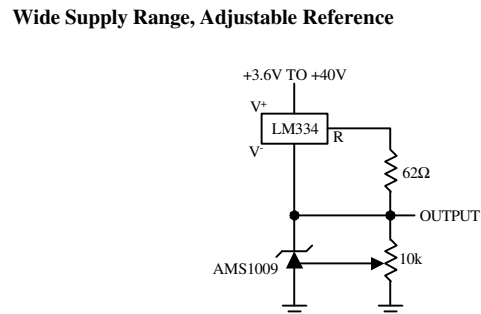 Wide Supply Range, Adjustable Reference
+3.6V TO +40V
V+
LM334
R
V-
62Ω
OUTPUT
AMS1009
10k